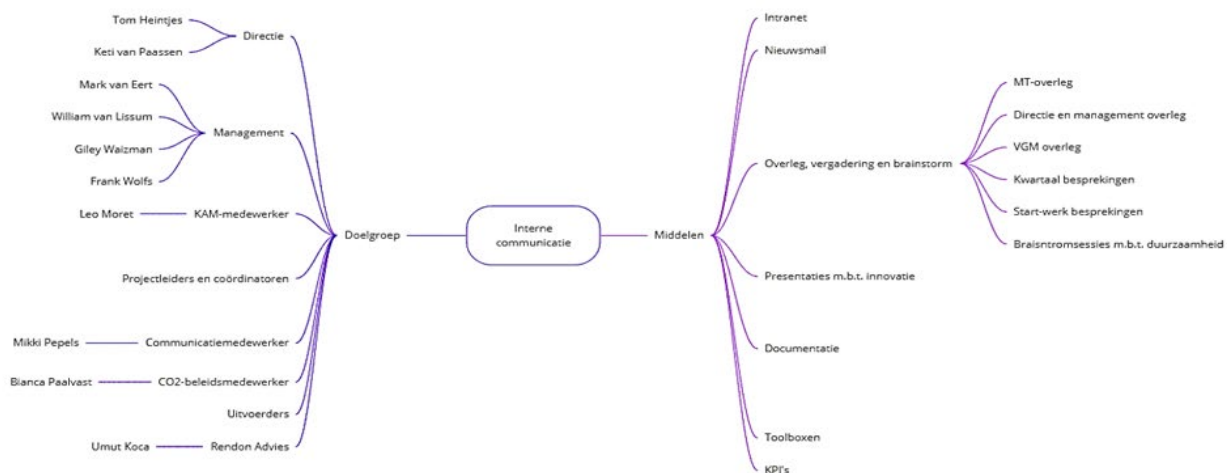 Tom Heintjes
Keti van Paassen
Directie
Mark van Eert
William van Lissum
Giley Waizman
Frank Wolfs
Management
Leo Moret
KAM-medewerker
Projectleiders en coördinatoren
Mikki Pepels
Communicatiemedewerker
Bianca Paalvast
CO2-beleidsmedewerker
Uitvoerders
Umut Koca
Rendon Advies
Doelgroep
Interne
communicatie
Middelen
Intranet
Nieuwsmail
Overleg, vergadering en brainstorm
MT-overleg
Directie en management overleg
VGM overleg
Kwartaal besprekingen
Start-werk besprekingen
Braisntromsessies m.b.t. duurzaamheid
Presentaties m.b.t. innovatie
Documentatie
Toolboxen
KPI's